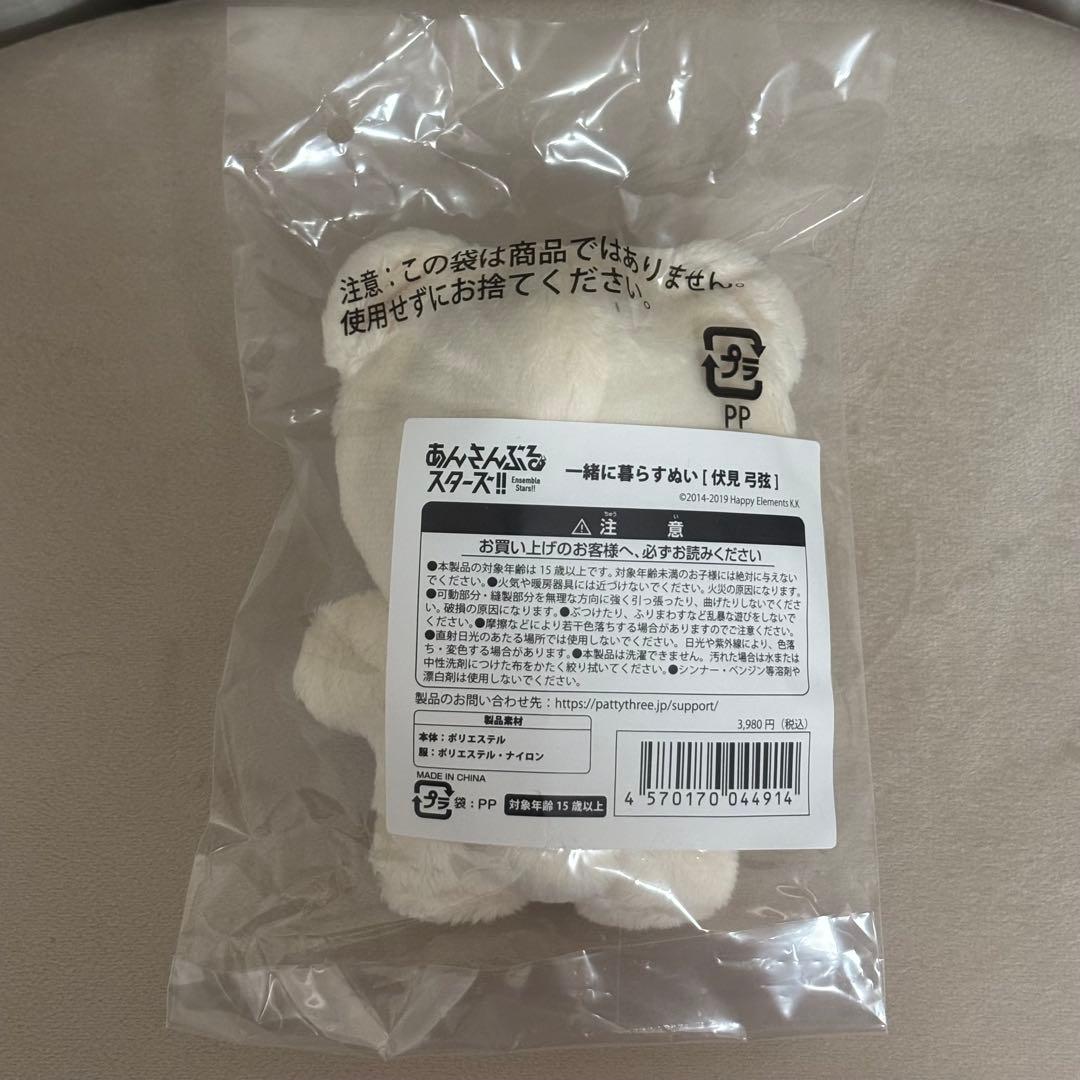 注意：この袋は商品ではありません。
使用せずにお捨てください。
プラ
PP
あんさんぶる
スターズ!!
Ensemble
Stars!!
一緒に暮らすぬい [ 伏見 弓弦 ]
©2014-2019 Happy Elements K.K
⚠注意
ちゅう い
お買い上げのお客様へ、必ずお読みください
●本製品の対象年齢は 15 歳以上です。対象年齢未満のお子様には絶対に与えない
でください。●火気や暖房器具には近づけないでください。火災の原因になります。
●可動部分・縫製部分を無理な方向に強く引っ張ったり、曲げたりしないでくださ
い。破損の原因になります。●ぶつけたり、ふりまわすなど乱暴な遊びをしないで
ください。●摩擦などにより若干色落ちする場合がありますのでご注意ください。
●直射日光のあたる場所では使用しないでください。日光や紫外線により、色落
ち・変色する場合があります。●本製品は洗濯できません。汚れた場合は水または
中性洗剤につけた布をかたく絞り拭いてください。●シンナー・ベンジン等溶剤や
漂白剤は使用しないでください。
製品のお問い合わせ先：https://pattythree.jp/support/
3,980 円（税込）
製品素材
本体：ポリエステル
服：ポリエステル・ナイロン
MADE IN CHINA
プラ 袋：PP
対象年齢 15 歳以上
4 570170 044914